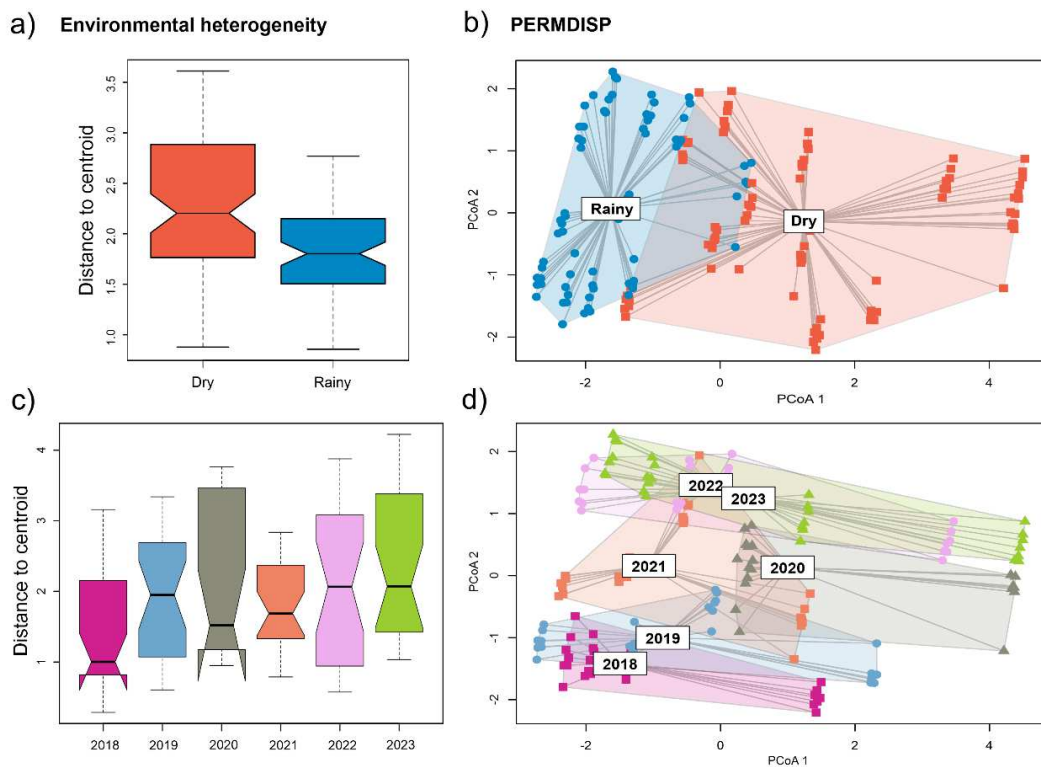 a) Environmental heterogeneity
b) PERMDISP
Distance to centroid
3.5
3.0
2.5
2.0
1.5
1.0
Dry Rainy
PCoA 2
2
1
0
-1
-2
Rainy
Dry
-2 0 2 4
PCoA 1
c)
d)
Distance to centroid
4
3
2
1
2018 2019 2020 2021 2022 2023
PCoA 2
2
1
0
-1
-2
2022
2023
2021
2020
2019
2018
-2 0 2 4
PCoA 1